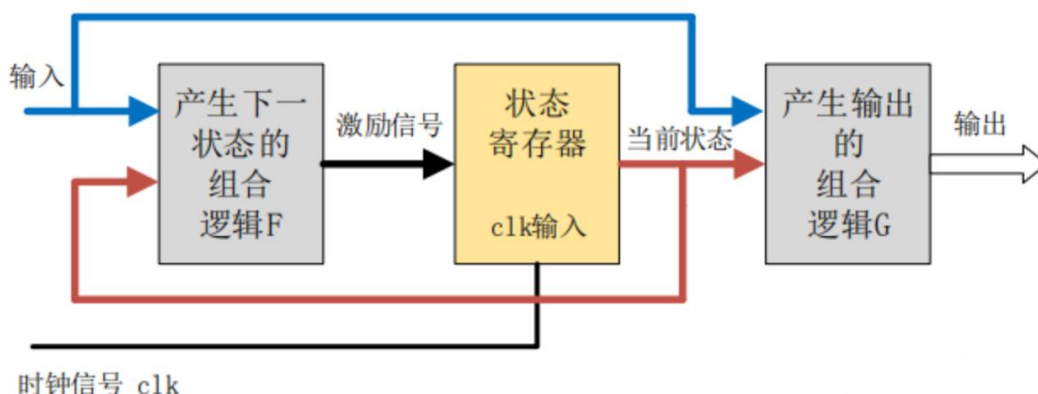 输入
产生下一
状态的
组合
逻辑F
激励信号
状态
寄存器
clk输入
当前状态
产生输出
的
组合
逻辑G
输出
时钟信号 clk